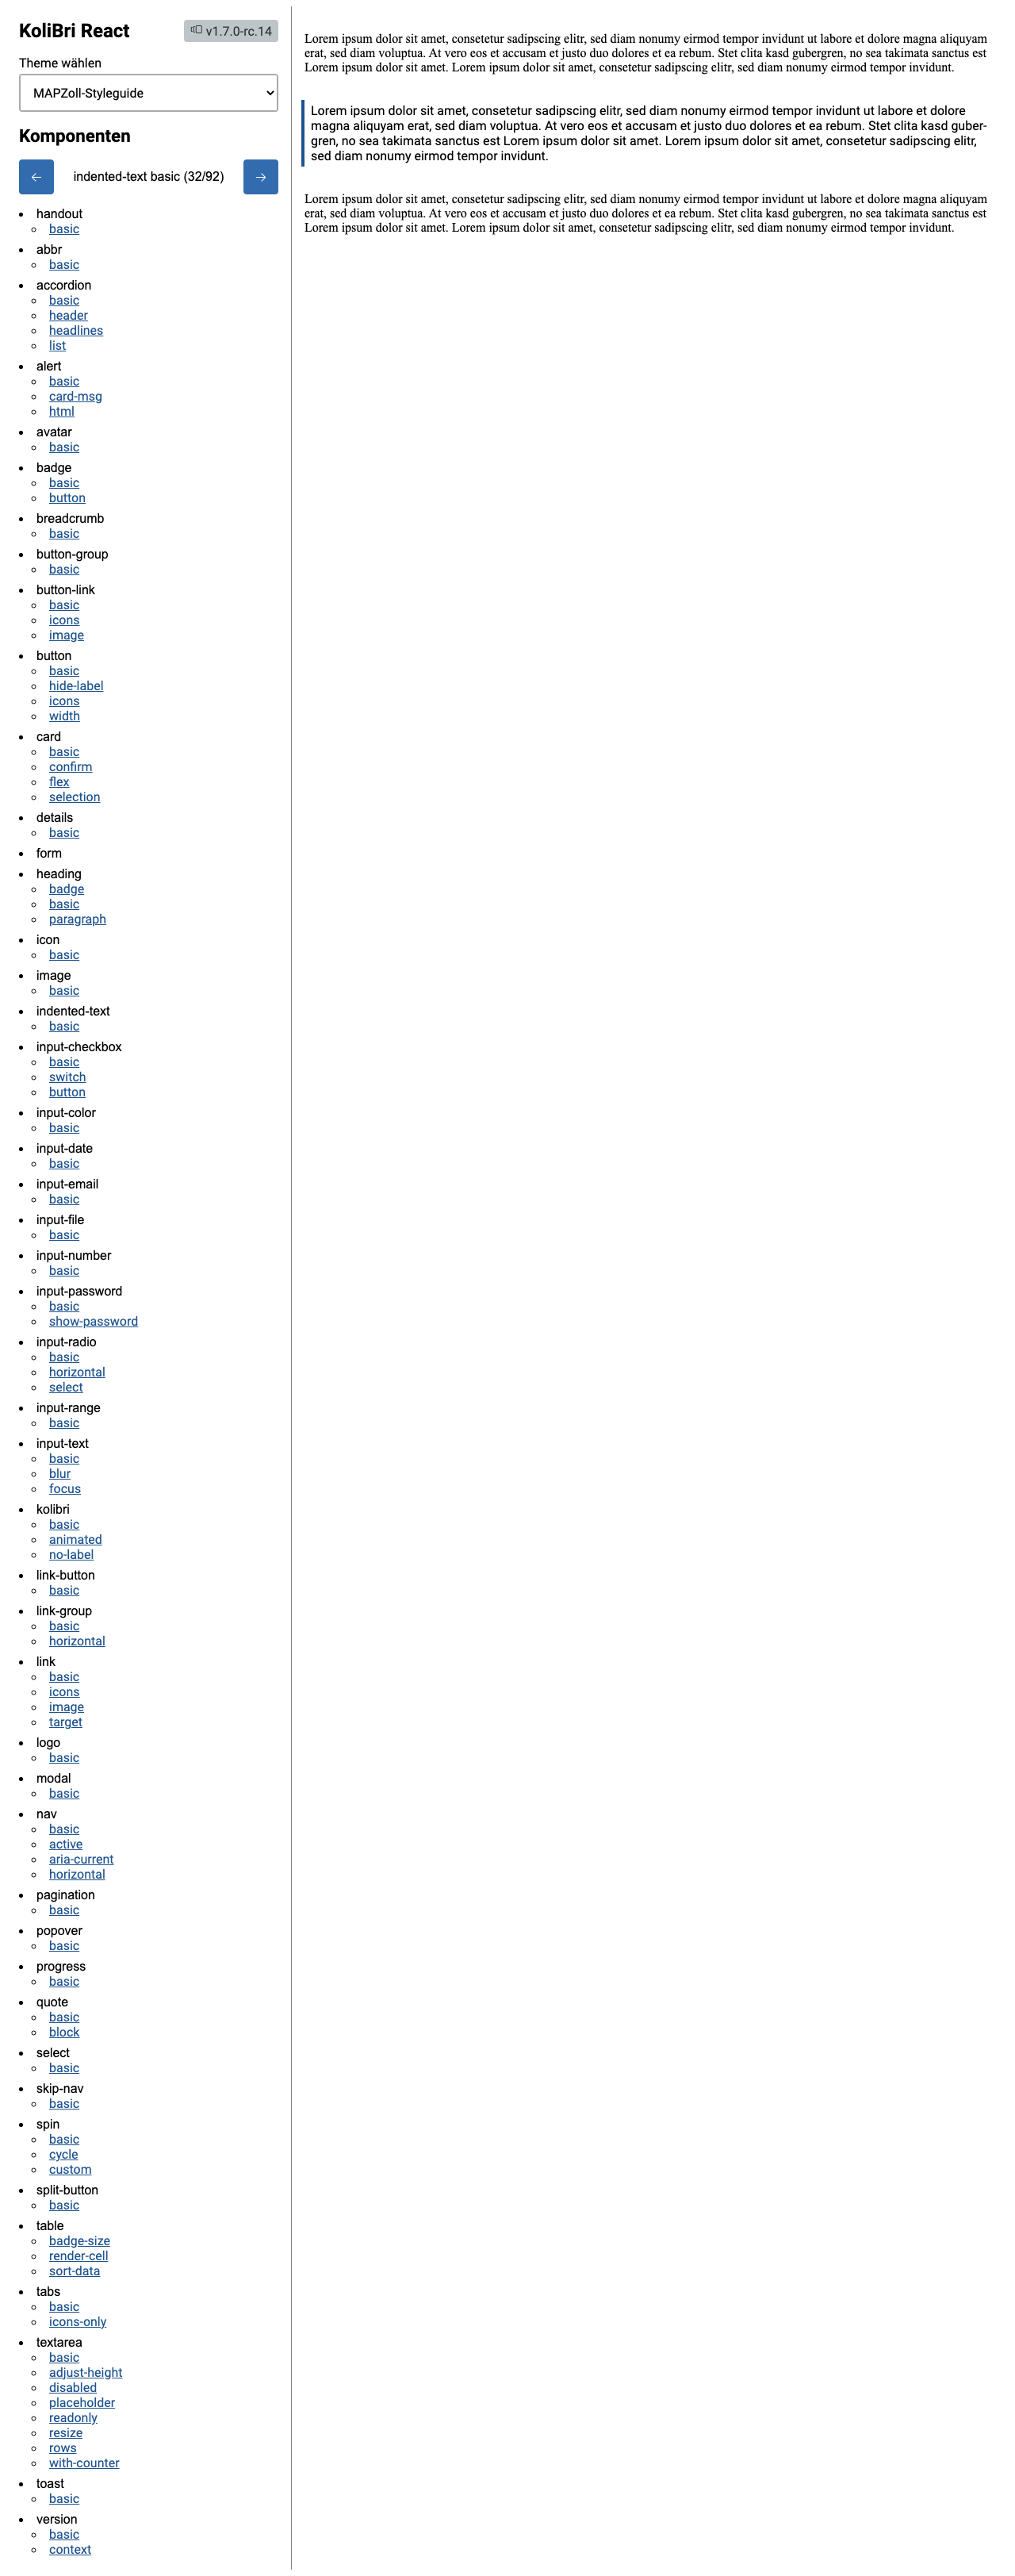 KoliBri React
v1.7.0-rc.14
Theme wählen
MAPZoll-Styleguide
Komponenten
indented-text basic (32/92)
handout
basic
abbr
basic
accordion
basic
header
headlines
list
alert
basic
card-msg
html
avatar
basic
badge
basic
button
breadcrumb
basic
button-group
basic
button-link
basic
icons
image
button
basic
hide-label
icons
width
card
basic
confirm
flex
selection
details
basic
form
heading
badge
basic
paragraph
icon
basic
image
basic
indented-text
basic
input-checkbox
basic
switch
button
input-color
basic
input-date
basic
input-email
basic
input-file
basic
input-number
basic
input-password
basic
show-password
input-radio
basic
horizontal
select
input-range
basic
input-text
basic
blur
focus
kolibri
basic
animated
no-label
link-button
basic
link-group
basic
horizontal
link
basic
icons
image
target
logo
basic
modal
basic
nav
basic
active
aria-current
horizontal
pagination
basic
popover
basic
progress
basic
quote
basic
block
select
basic
skip-nav
basic
spin
basic
cycle
custom
split-button
basic
table
badge-size
render-cell
sort-data
tabs
basic
icons-only
textarea
basic
adjust-height
disabled
placeholder
readonly
resize
rows
with-counter
toast
basic
version
basic
context
Lorem ipsum dolor sit amet, consetetur sadipscing elitr, sed diam nonumy eirmod tempor invidunt ut labore et dolore magna aliquyam
erat, sed diam voluptua. At vero eos et accusam et justo duo dolores et ea rebum. Stet clita kasd gubergren, no sea takimata sanctus est
Lorem ipsum dolor sit amet. Lorem ipsum dolor sit amet, consetetur sadipscing elitr, sed diam nonumy eirmod tempor invidunt.
Lorem ipsum dolor sit amet, consetetur sadipscing elitr, sed diam nonumy eirmod tempor invidunt ut labore et dolore
magna aliquyam erat, sed diam voluptua. At vero eos et accusam et justo duo dolores et ea rebum. Stet clita kasd guber-
gren, no sea takimata sanctus est Lorem ipsum dolor sit amet. Lorem ipsum dolor sit amet, consetetur sadipscing elitr,
sed diam nonumy eirmod tempor invidunt.
Lorem ipsum dolor sit amet, consetetur sadipscing elitr, sed diam nonumy eirmod tempor invidunt ut labore et dolore magna aliquyam
erat, sed diam voluptua. At vero eos et accusam et justo duo dolores et ea rebum. Stet clita kasd gubergren, no sea takimata sanctus est
Lorem ipsum dolor sit amet. Lorem ipsum dolor sit amet, consetetur sadipscing elitr, sed diam nonumy eirmod tempor invidunt.